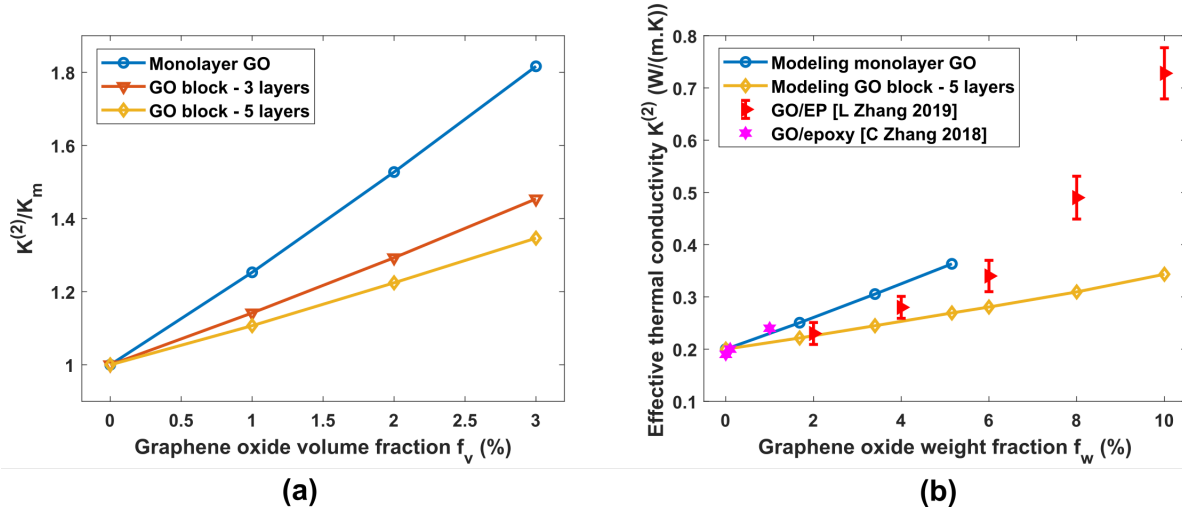 Monolayer GO
GO block - 3 layers
GO block - 5 layers
K^(2)/K_m
1.8
1.6
1.4
1.2
1
0 0.5 1 1.5 2 2.5 3
Graphene oxide volume fraction f_v (%)
(a)
Modeling monolayer GO
Modeling GO block - 5 layers
GO/EP [L Zhang 2019]
GO/epoxy [C Zhang 2018]
Effective thermal conductivity K^(2) (W/(m.K))
0.8
0.7
0.6
0.5
0.4
0.3
0.2
0.1
0 2 4 6 8 10
Graphene oxide weight fraction f_w (%)
(b)